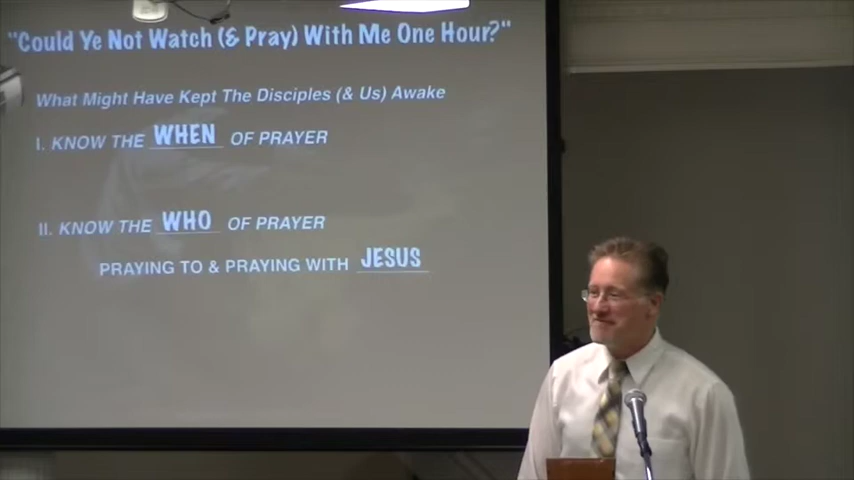 "Could Ye Not Watch (& Pray) With Me One Hour?"
What Might Have Kept The Disciples (& Us) Awake
I. KNOW THE WHEN OF PRAYER
II. KNOW THE WHO OF PRAYER
PRAYING TO & PRAYING WITH JESUS